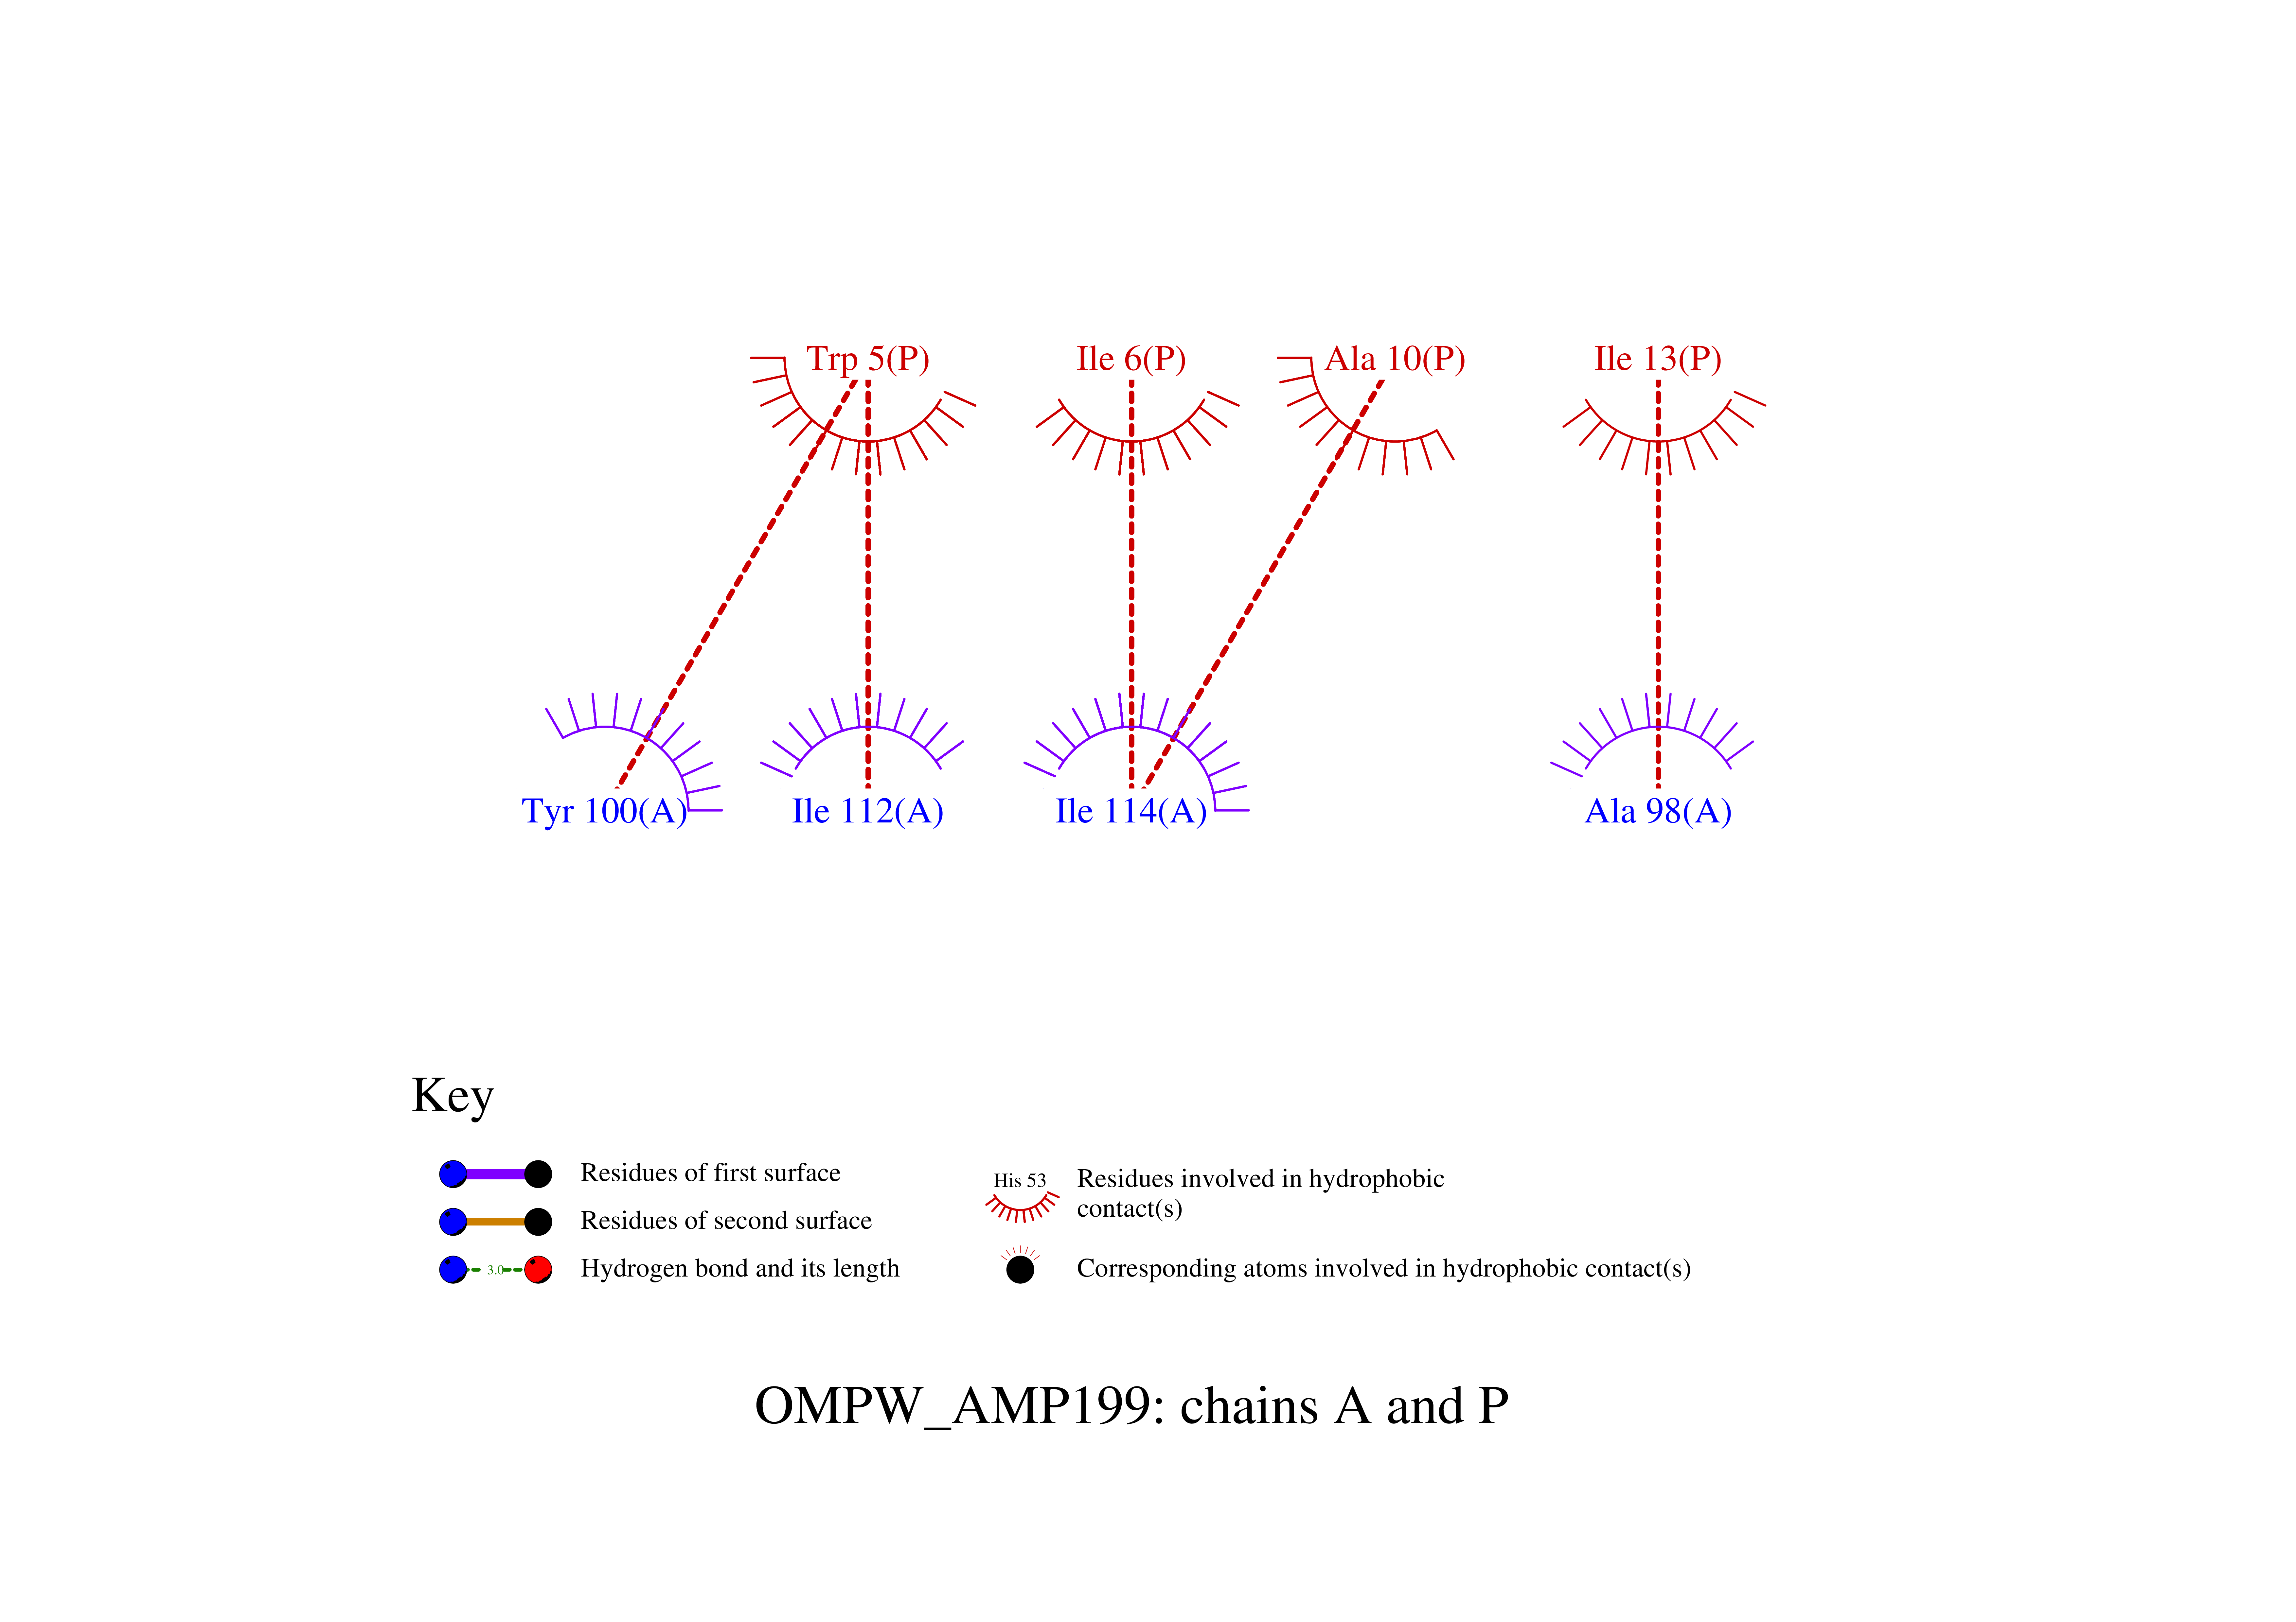 Trp 5(P) Ile 6(P) Ala 10(P) Ile 13(P)
Tyr 100(A) Ile 112(A) Ile 114(A) Ala 98(A)
Key
Residues of first surface
Residues of second surface
3.0 Hydrogen bond and its length
His 53 Residues involved in hydrophobic
contact(s)
Corresponding atoms involved in hydrophobic contact(s)
OMPW_AMP199: chains A and P